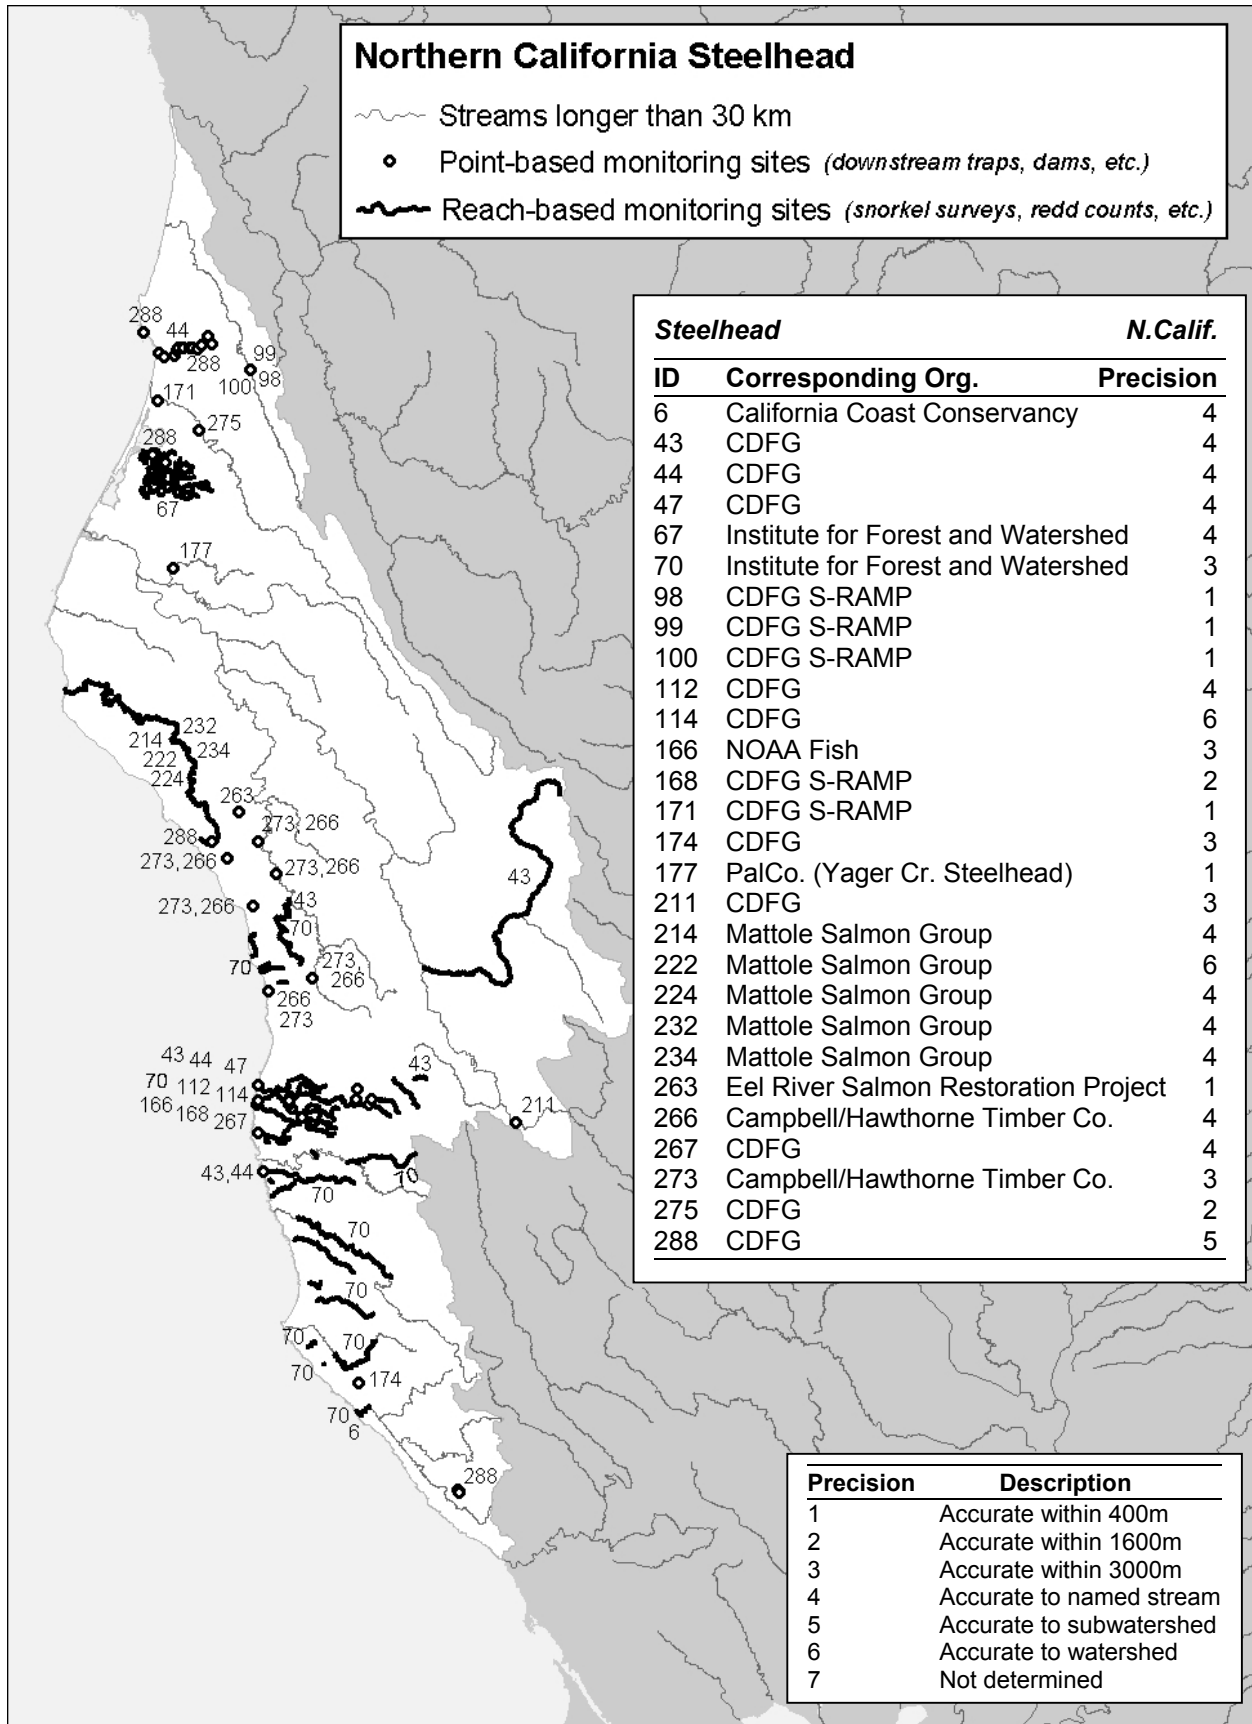 Northern California Steelhead
Streams longer than 30 km
Point-based monitoring sites (downstream traps, dams, etc.)
Reach-based monitoring sites (snorkel surveys, redd counts, etc.)
Steelhead N.Calif.
ID Corresponding Org. Precision
6 California Coast Conservancy 4
43 CDFG 4
44 CDFG 4
47 CDFG 4
67 Institute for Forest and Watershed 4
70 Institute for Forest and Watershed 3
98 CDFG S-RAMP 1
99 CDFG S-RAMP 1
100 CDFG S-RAMP 1
112 CDFG 4
114 CDFG 6
166 NOAA Fish 3
168 CDFG S-RAMP 2
171 CDFG S-RAMP 1
174 CDFG 3
177 PalCo. (Yager Cr. Steelhead) 1
211 CDFG 3
214 Mattole Salmon Group 4
222 Mattole Salmon Group 6
224 Mattole Salmon Group 4
232 Mattole Salmon Group 4
234 Mattole Salmon Group 4
263 Eel River Salmon Restoration Project 1
266 Campbell/Hawthorne Timber Co. 4
267 CDFG 4
273 Campbell/Hawthorne Timber Co. 3
275 CDFG 2
288 CDFG 5
288
44
288
99
100 98
171
275
288
67
177
232
214
234
222
224
263
273,266
288
273,266
273,266
43
273,266
43
70
70
273,
266
266
273
43 44 47
43
70 112 114
166 168 267
211
43,44
70
70
70
70
70
70
70
174
70
6
288
Precision Description
1 Accurate within 400m
2 Accurate within 1600m
3 Accurate within 3000m
4 Accurate to named stream
5 Accurate to subwatershed
6 Accurate to watershed
7 Not determined